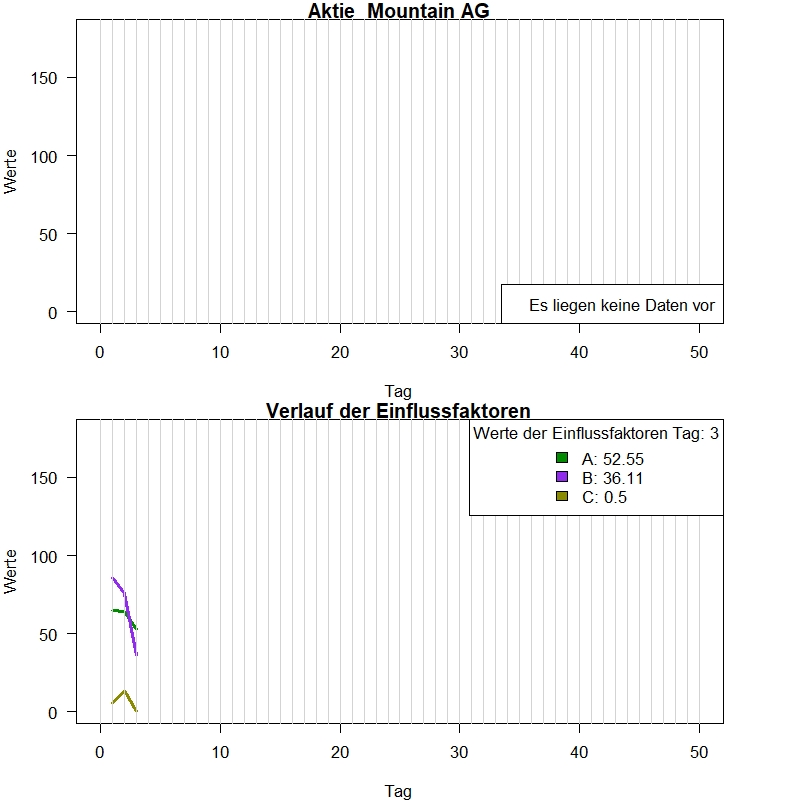 Aktie  Mountain AG
Werte
150
100
50
0
Es liegen keine Daten vor
0 10 20 30 40 50
Tag
Verlauf der Einflussfaktoren
Werte
150
100
50
0
Werte der Einflussfaktoren Tag: 3
A: 52.55
B: 36.11
C: 0.5
0 10 20 30 40 50
Tag